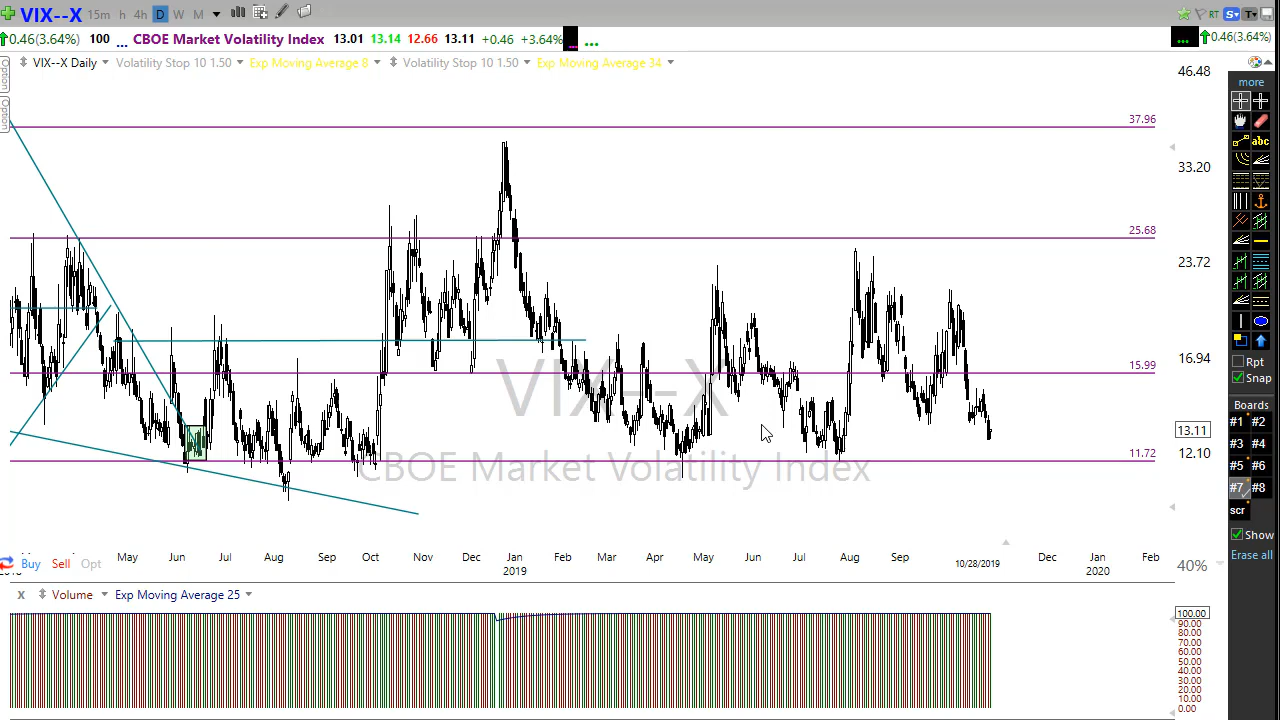 VIX--X 15m h 4h D W M RT S T
0.46(3.64%) 100 ... CBOE Market Volatility Index 13.01 13.14 12.66 13.11 +0.46 +3.64% ... ... ... 0.46(3.64%)
VIX--X Daily Volatility Stop 10 1.50 Exp Moving Average 8 Volatility Stop 10 1.50 Exp Moving Average 34
Option
Option
46.48
more
37.96
abc
33.20
25.68
23.72
16.94
15.99
Rpt
Snap
VIX--X
Boards
#1 #2
13.11
#3 #4
11.72
12.10
CBOE Market Volatility Index
#5 #6
#7 #8
scr
Show
Erase all
May Jun Jul Aug Sep Oct Nov Dec Jan Feb Mar Apr May Jun Jul Aug Sep 10/28/2019 Dec Jan Feb
2019 2020
Buy Sell Opt 40%
x Volume Exp Moving Average 25
100.00
90.00
80.00
70.00
60.00
50.00
40.00
30.00
20.00
10.00
0.00